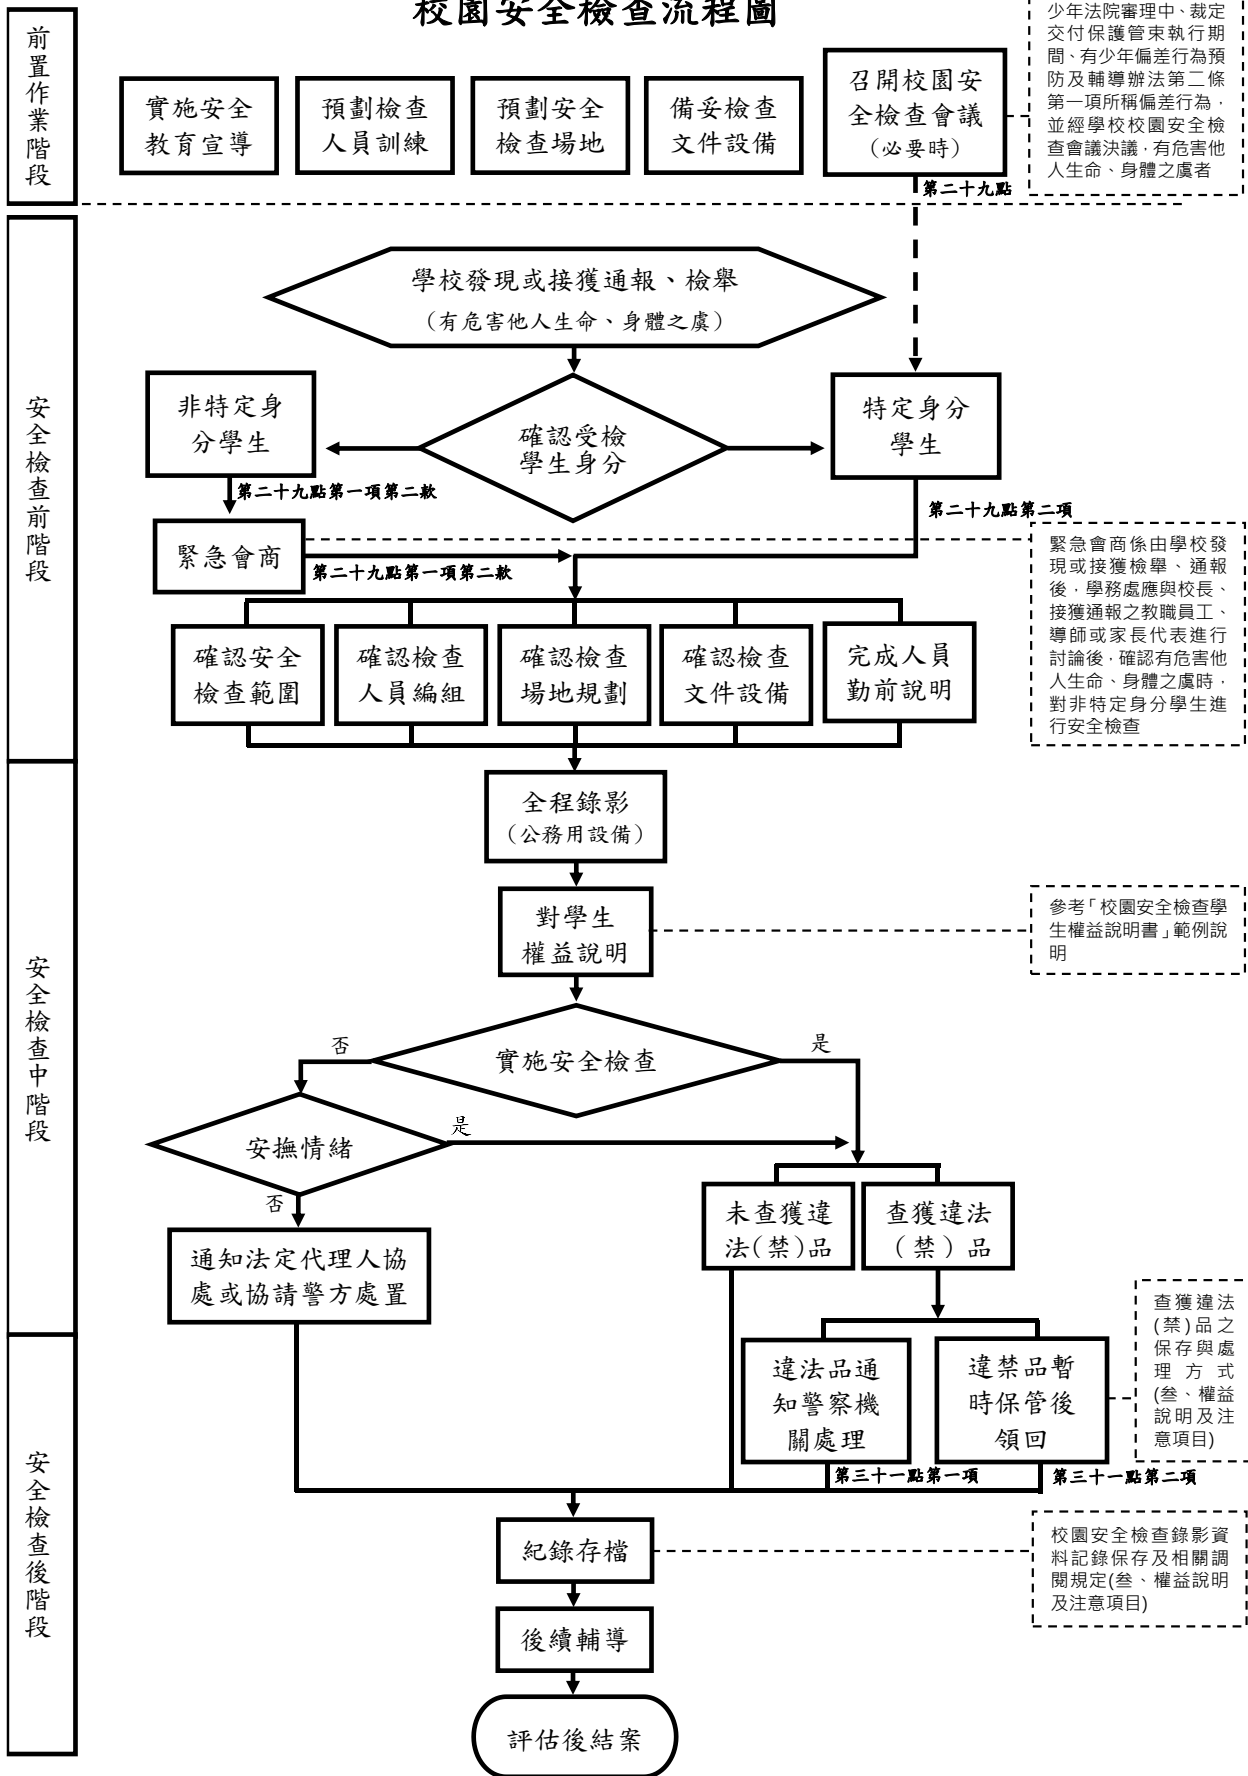 校園安全檢查流程圖
少年法院審理中、裁定
交付保護管束執行期
間、有少年偏差行為預
防及輔導辦法第二條
第一項所稱偏差行為，
並經學校校園安全檢
查會議決議，有危害他
人生命、身體之虞者
前置作業階段
實施安全
教育宣導
預劃檢查
人員訓練
預劃安全
檢查場地
備妥檢查
文件設備
召開校園安
全檢查會議
(必要時)
第二十九點
安全檢查前階段
學校發現或接獲通報、檢舉
(有危害他人生命、身體之虞)
非特定身
分學生
確認受檢
學生身分
特定身分
學生
第二十九點第一項第二款
第二十九點第二項
緊急會商
第二十九點第一項第二款
緊急會商係由學校發
現或接獲檢舉、通報
後，學務處應與校長、
接獲通報之教職員工、
導師或家長代表進行
討論後，確認有危害他
人生命、身體之虞時，
對非特定身分學生進
行安全檢查
確認安全
檢查範圍
確認檢查
人員編組
確認檢查
場地規劃
確認檢查
文件設備
完成人員
勤前說明
安全檢查中階段
全程錄影
(公務用設備)
對學生
權益說明
參考「校園安全檢查學
生權益說明書」範例說
明
實施安全檢查
否
是
安撫情緒
是
否
通知法定代理人協
處或協請警方處置
未查獲違
法(禁)品
查獲違法
(禁)品
查獲違法
(禁)品之
保存與處
理方式
(叁、權益
說明及注
意項目)
安全檢查後階段
違法品通
知警察機
關處理
違禁品暫
時保管後
領回
第三十一點第一項
第三十一點第二項
紀錄存檔
校園安全檢查錄影資
料記錄保存及相關調
閱規定(叁、權益說明
及注意項目)
後續輔導
評估後結案